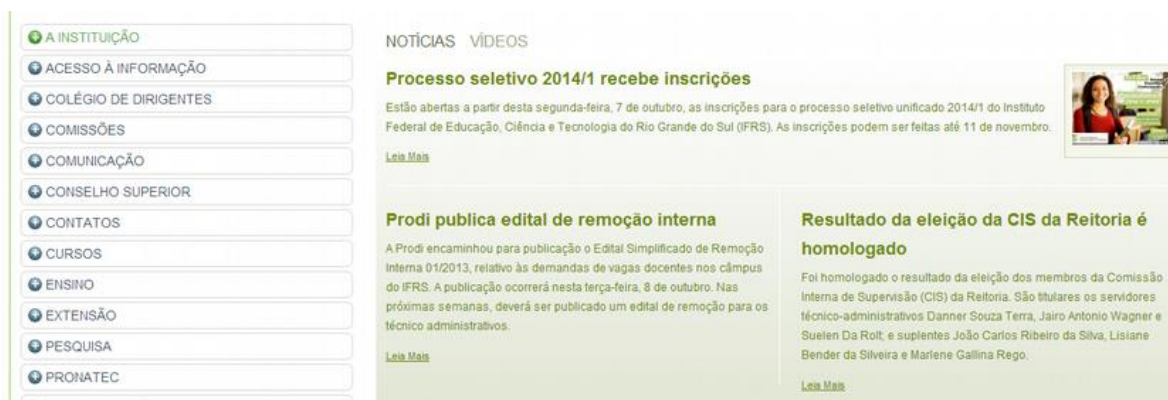 A INSTITUIÇÃO
ACESSO À INFORMAÇÃO
COLÉGIO DE DIRIGENTES
COMISSÕES
COMUNICAÇÃO
CONSELHO SUPERIOR
CONTATOS
CURSOS
ENSINO
EXTENSÃO
PESQUISA
PRONATEC
NOTÍCIAS VÍDEOS
Processo seletivo 2014/1 recebe inscrições
Estão abertas a partir desta segunda-feira, 7 de outubro, as inscrições para o processo seletivo unificado 2014/1 do Instituto
Federal de Educação, Ciência e Tecnologia do Rio Grande do Sul (IFRS). As inscrições podem ser feitas até 11 de novembro.
Leia Mais
Prodi publica edital de remoção interna
A Prodi encaminhou para publicação o Edital Simplificado de Remoção
Interna 01/2013, relativo às demandas de vagas docentes nos câmpus
do IFRS. A publicação ocorrerá nesta terça-feira, 8 de outubro. Nas
próximas semanas, deverá ser publicado um edital de remoção para os
técnico administrativos.
Leia Mais
Resultado da eleição da CIS da Reitoria é
homologado
Foi homologado o resultado da eleição dos membros da Comissão
Interna de Supervisão (CIS) da Reitoria. São titulares os servidores
técnico-administrativos Danner Souza Terra, Jairo Antonio Wagner e
Suelen Da Rolt; e suplentes João Carlos Ribeiro da Silva, Lisiane
Bender da Silveira e Marlene Gallina Rego.
Leia Mais